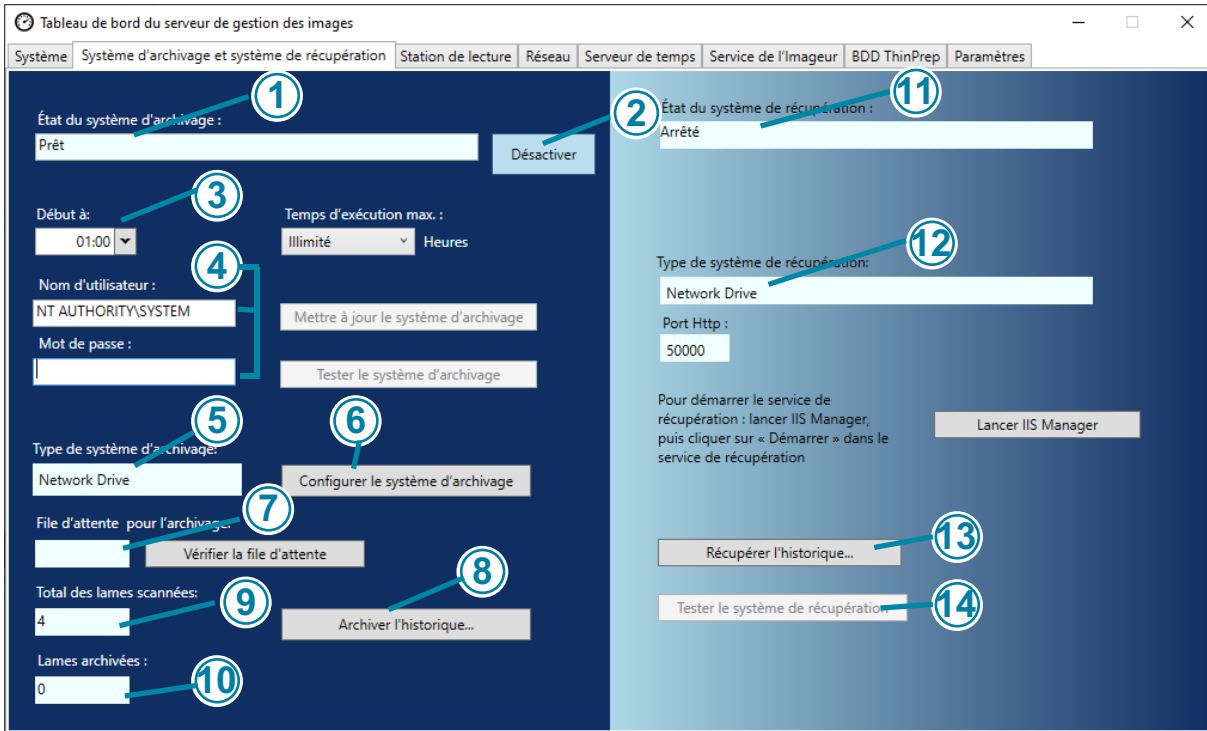 Tableau de bord du serveur de gestion des images
Système
Système d'archivage et système de récupération
Station de lecture
Réseau
Serveur de temps
Service de l'Imageur
BDD ThinPrep
Paramètres
1
État du système d'archivage :
Prêt
2
Désactiver
3
Début à:
01:00
Temps d'exécution max. :
Illimité
Heures
4
Nom d'utilisateur :
NT AUTHORITY\SYSTEM
Mettre à jour le système d'archivage
Mot de passe :
Tester le système d'archivage
5
6
Type de système d'archivage:
Network Drive
Configurer le système d'archivage
7
File d'attente pour l'archivage:
Vérifier la file d'attente
8
Total des lames scannées:
9
4
Archiver l'historique...
Lames archivées :
10
0
11
État du système de récupération :
Arrêté
12
Type de système de récupération:
Network Drive
Port Http :
50000
Pour démarrer le service de
récupération : lancer IIS Manager,
puis cliquer sur « Démarrer » dans le
service de récupération
Lancer IIS Manager
13
Récupérer l'historique...
14
Tester le système de récupération